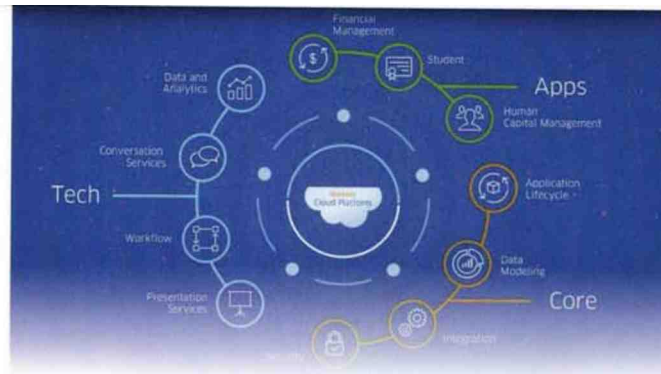 Financial
Management
Student
Apps
Human
Capital Management
Data and
Analytics
Conversation
Services
Tech
Workflow
Presentation
Services
Cloud Platform
Application
Lifecycle
Data
Modeling
Core
Integration
Security